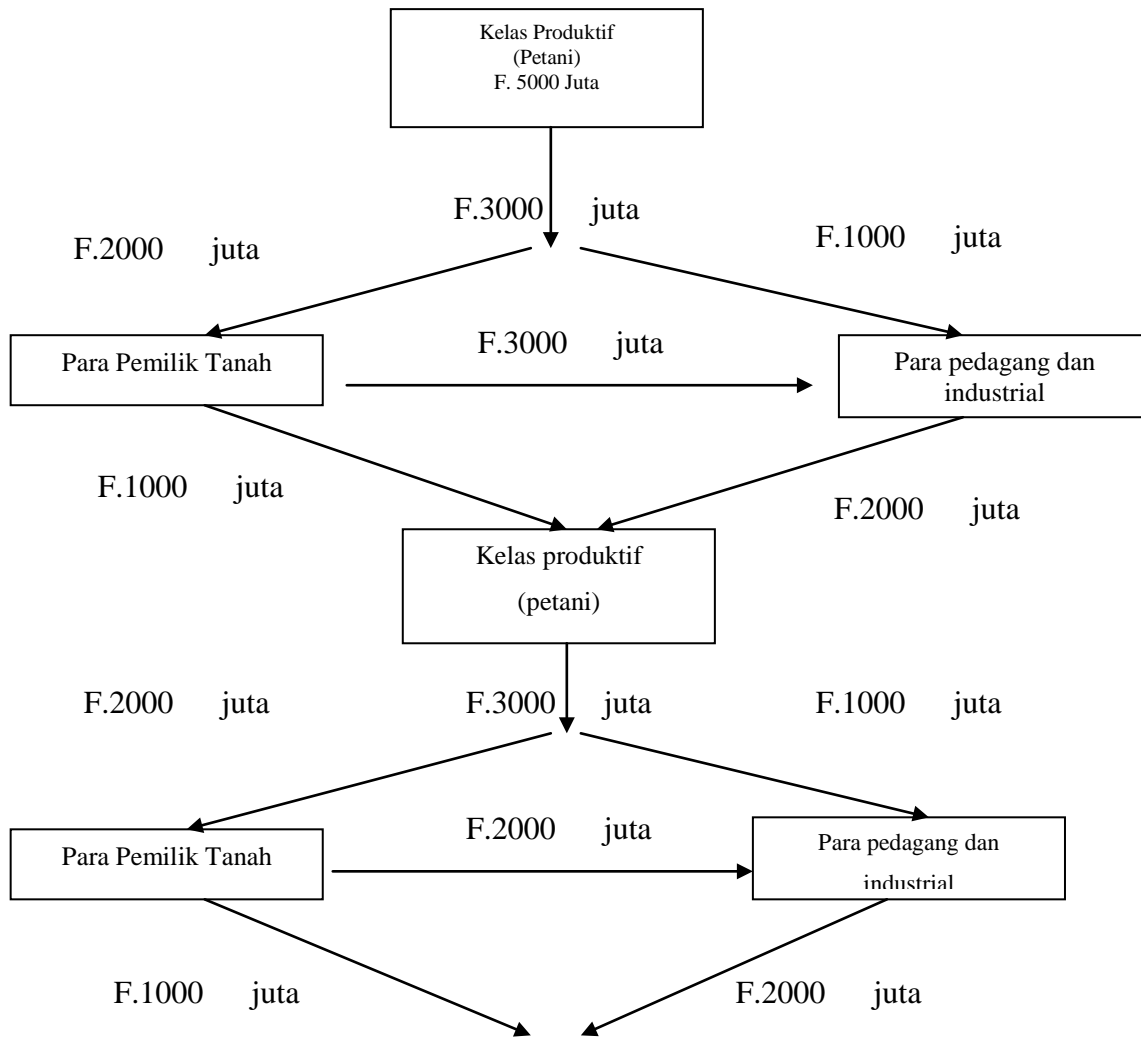 Kelas Produktif
(Petani)
F. 5000 Juta
F.3000 juta
F.2000 juta
F.1000 juta
Para Pemilik Tanah
F.3000 juta
Para pedagang dan
industrial
F.1000 juta
F.2000 juta
Kelas produktif
(petani)
F.2000 juta
F.3000 juta
F.1000 juta
Para Pemilik Tanah
F.2000 juta
Para pedagang dan
industrial
F.1000 juta
F.2000 juta